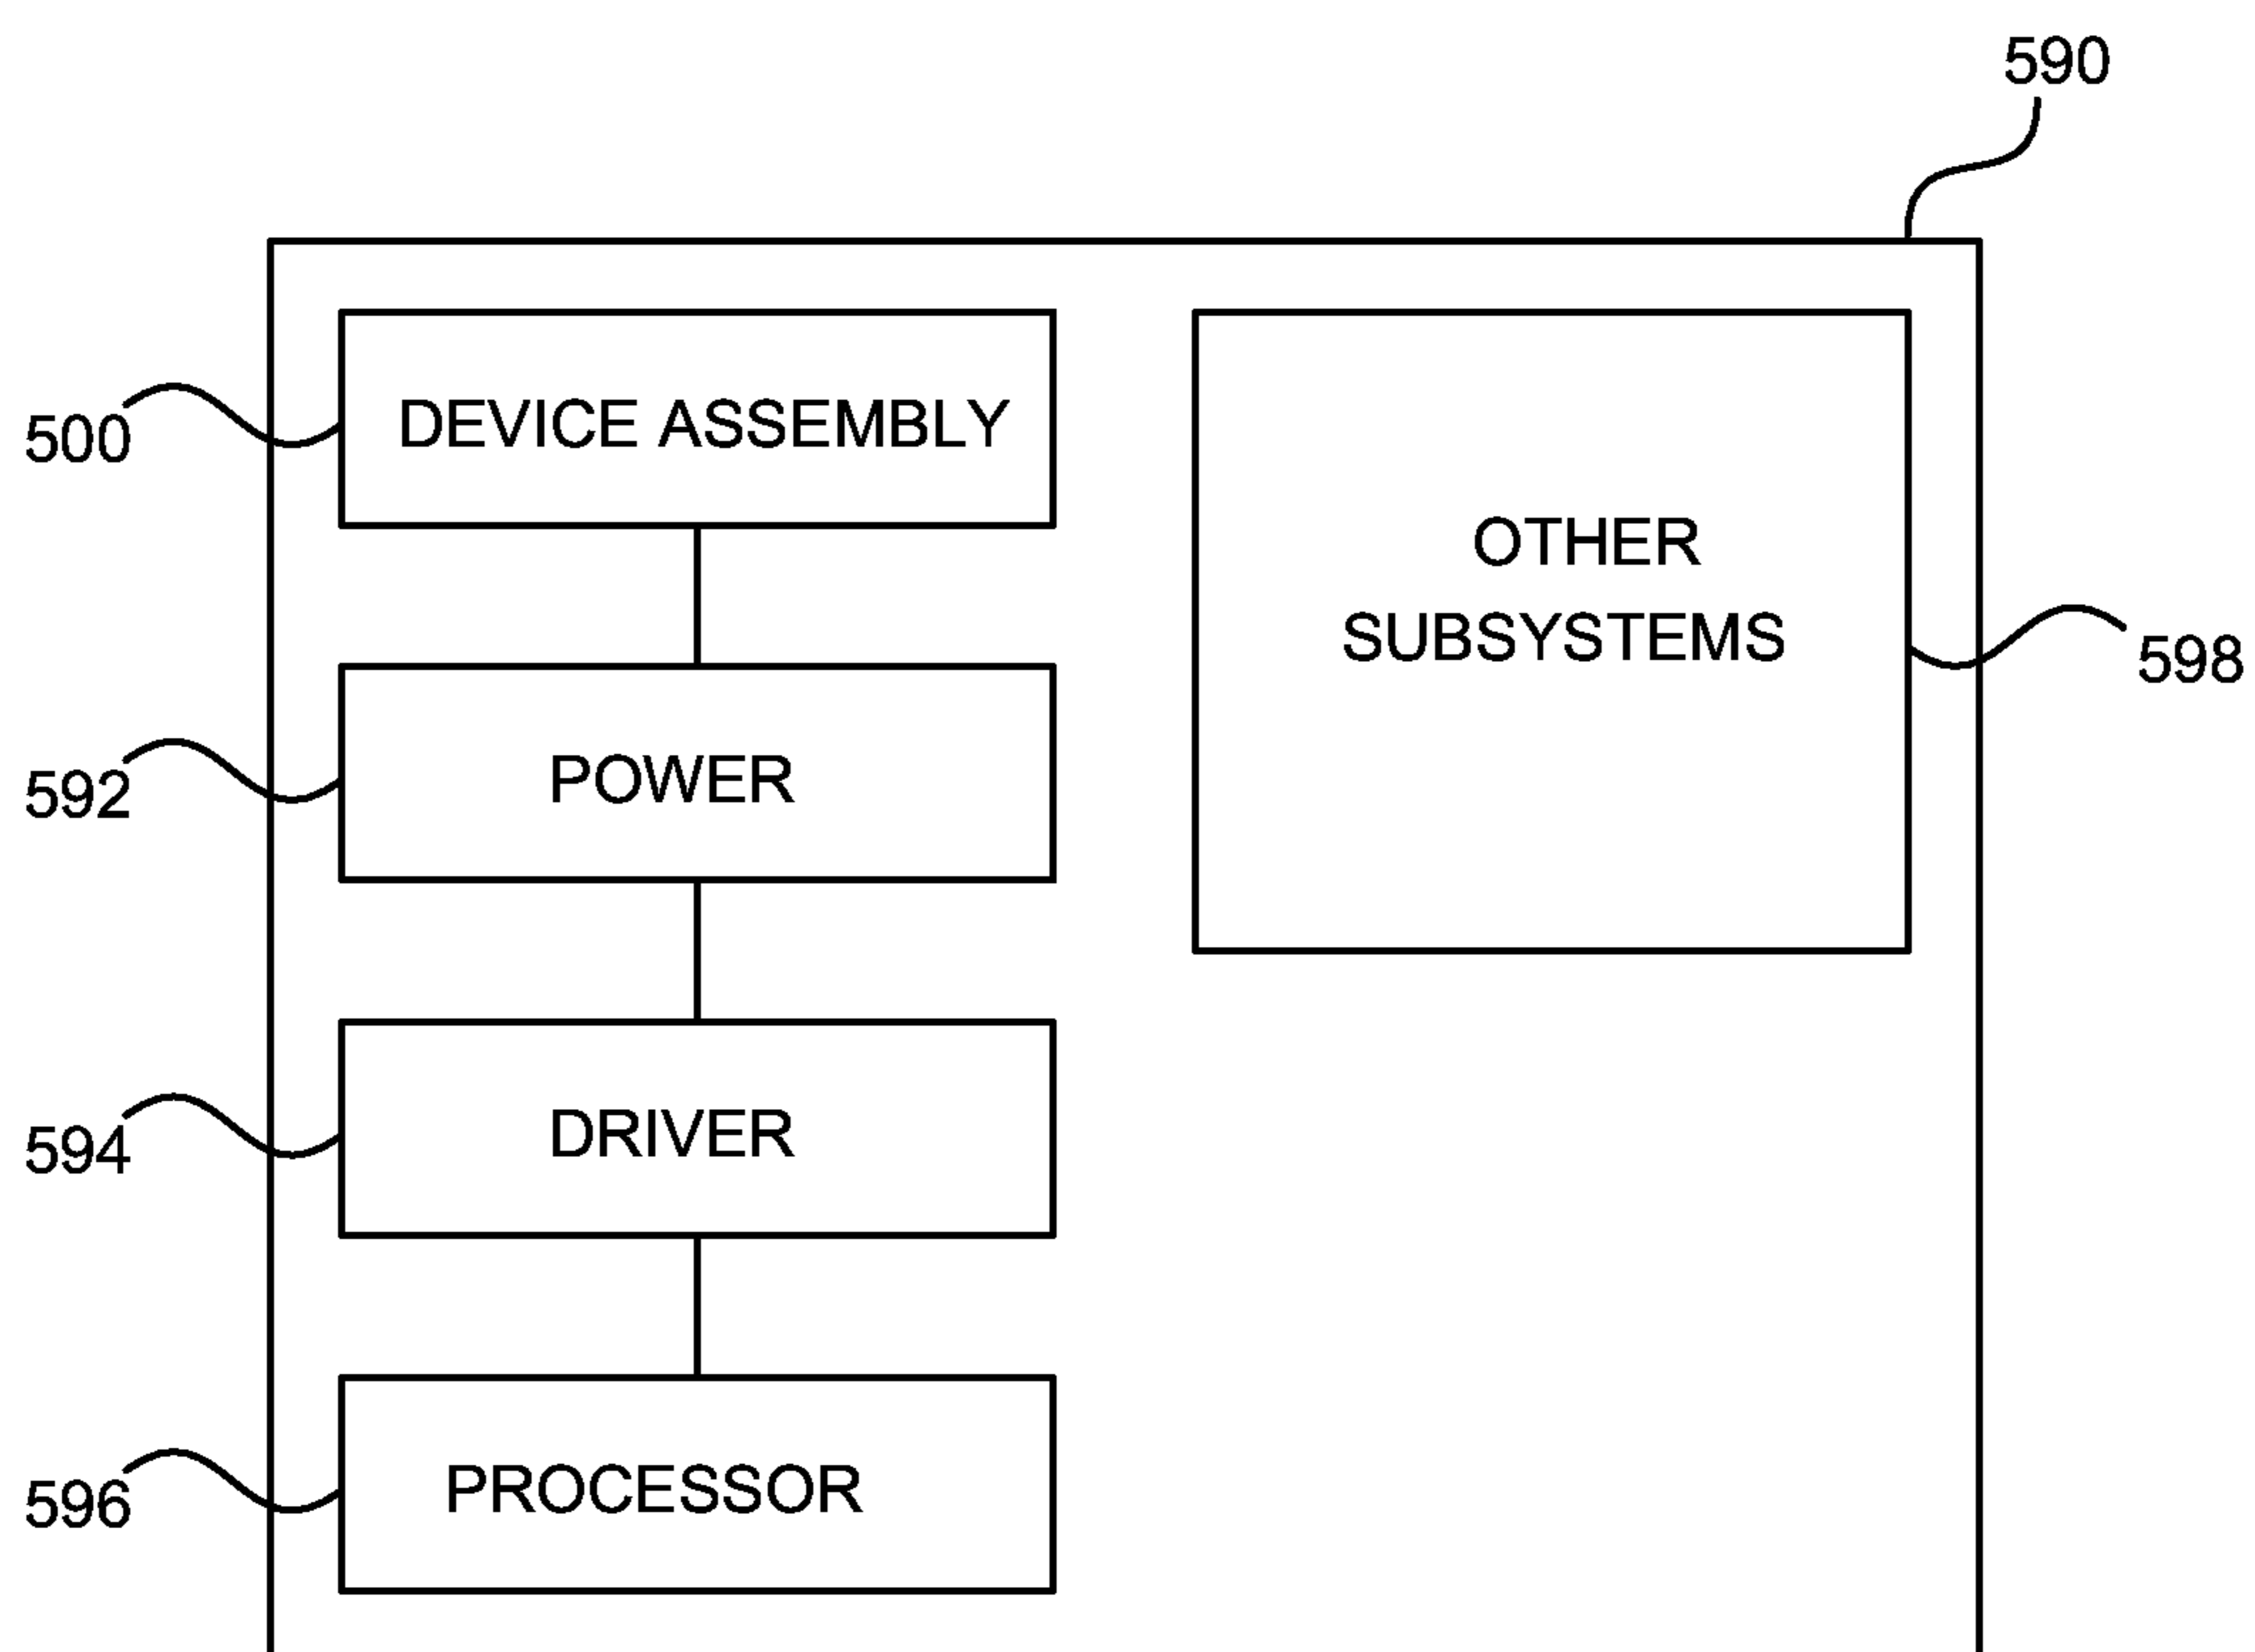 590
500
DEVICE ASSEMBLY
OTHER
SUBSYSTEMS
598
592
POWER
594
DRIVER
596
PROCESSOR